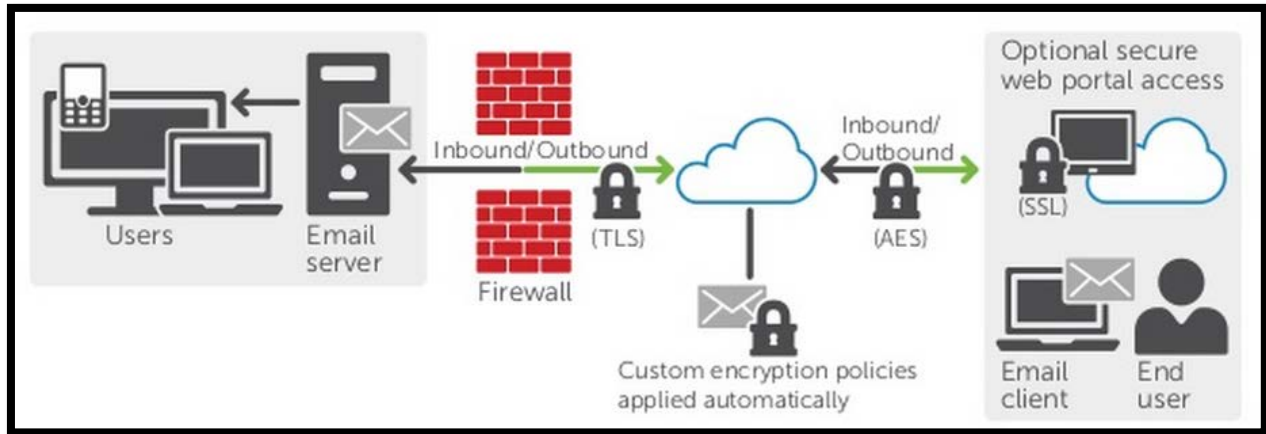 Users
Email
server
Inbound/Outbound
Firewall
(TLS)
Custom encryption policies
applied automatically
Inbound/
Outbound
(AES)
Optional secure
web portal access
(SSL)
Email
client
End
user